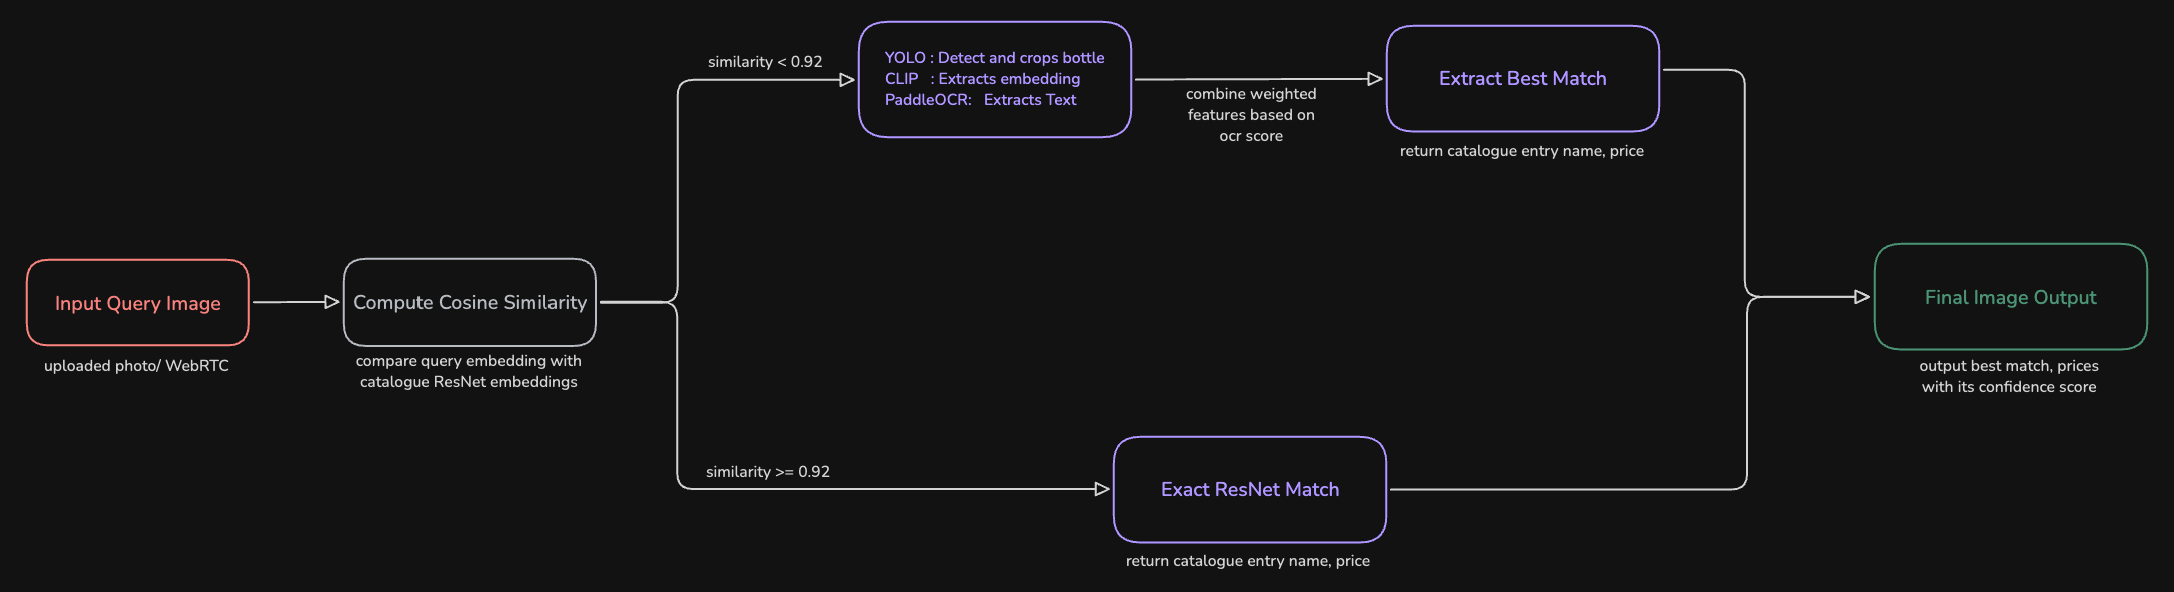 Input Query Image
uploaded photo/ WebRTC
Compute Cosine Similarity
compare query embedding with
catalogue ResNet embeddings
similarity < 0.92
YOLO : Detect and crops bottle
CLIP : Extracts embedding
PaddleOCR: Extracts Text
combine weighted
features based on
ocr score
Extract Best Match
return catalogue entry name, price
similarity >= 0.92
Exact ResNet Match
return catalogue entry name, price
Final Image Output
output best match, prices
with its confidence score